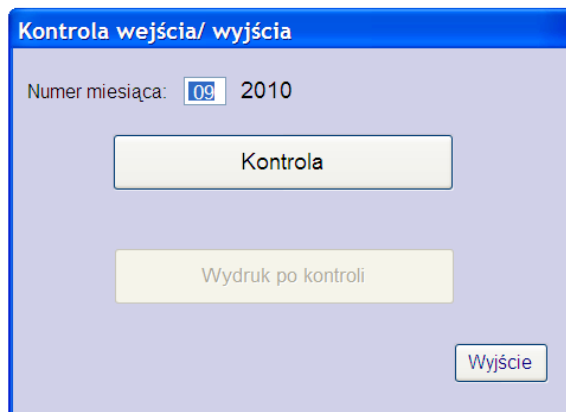 Kontrola wejścia/ wyjścia
Numer miesiąca: 09 2010
Kontrola
Wydruk po kontroli
Wyjście